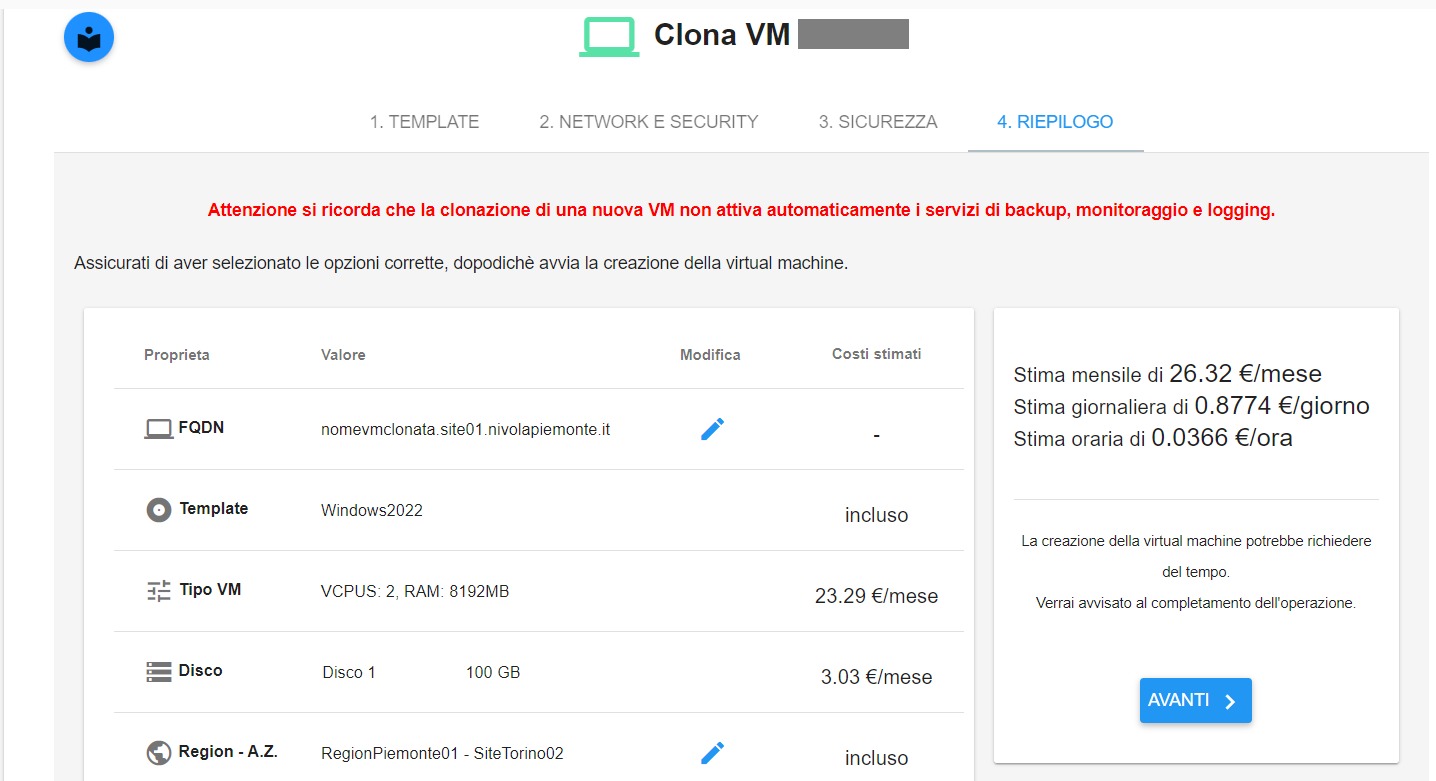 Clona VM
1. TEMPLATE 2. NETWORK E SECURITY 3. SICUREZZA 4. RIEPILOGO
Attenzione si ricorda che la clonazione di una nuova VM non attiva automaticamente i servizi di backup, monitoraggio e logging.
Assicurati di aver selezionato le opzioni corrette, dopodichè avvia la creazione della virtual machine.
Proprieta Valore Modifica Costi stimati
FQDN nomevmclonata.site01.nivolapiemonte.it -
Template Windows2022 incluso
Tipo VM VCPUS: 2, RAM: 8192MB 23.29 €/mese
Disco Disco 1 100 GB 3.03 €/mese
Region - A.Z. RegionPiemonte01 - SiteTorino02 incluso
Stima mensile di 26.32 €/mese
Stima giornaliera di 0.8774 €/giorno
Stima oraria di 0.0366 €/ora
La creazione della virtual machine potrebbe richiedere
del tempo.
Verrai avvisato al completamento dell'operazione.
AVANTI